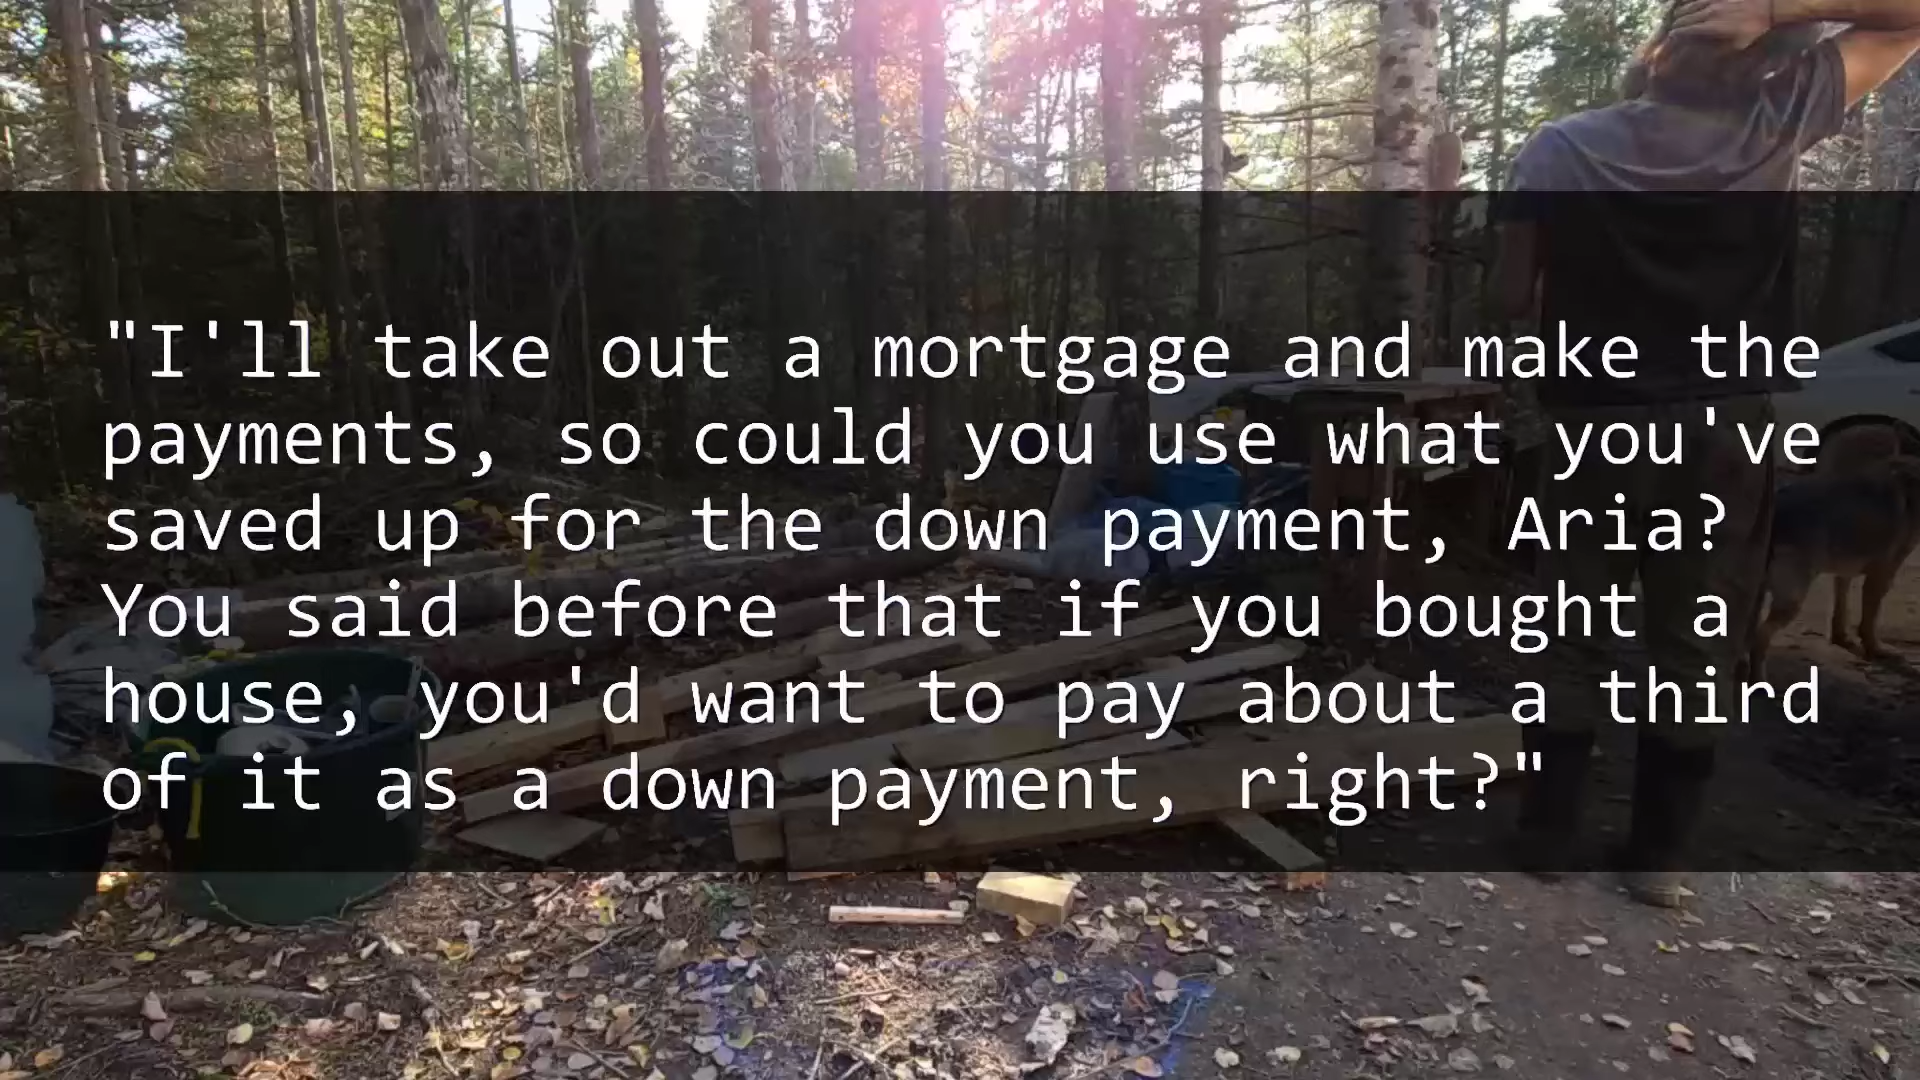 "I'll take out a mortgage and make the
payments, so could you use what you've
saved up for the down payment, Aria?
You said before that if you bought a
house, you'd want to pay about a third
of it as a down payment, right?"